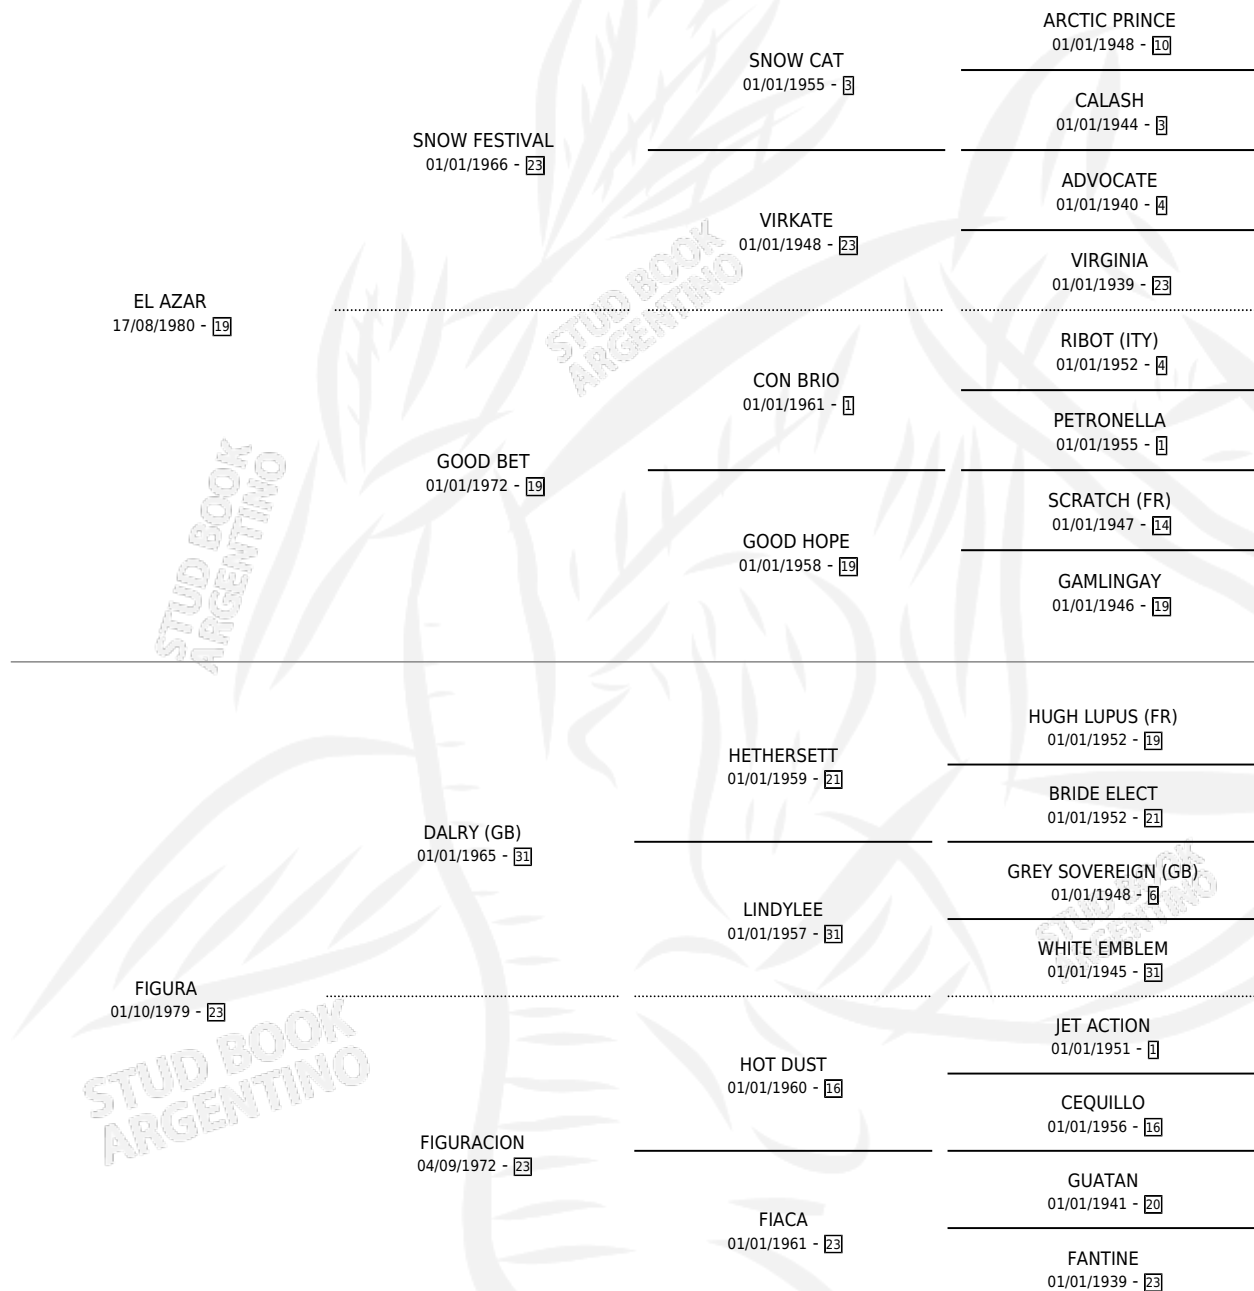 ARCTIC PRINCE
01/01/1948 - 10
SNOW CAT
01/01/1955 - 3
CALASH
01/01/1944 - 3
SNOW FESTIVAL
01/01/1966 - 23
ADVOCATE
01/01/1940 - 4
VIRKATE
01/01/1948 - 23
VIRGINIA
01/01/1939 - 23
EL AZAR
17/08/1980 - 19
RIBOT (ITY)
01/01/1952 - 4
CON BRIO
01/01/1961 - 1
PETRONELLA
01/01/1955 - 1
GOOD BET
01/01/1972 - 19
SCRATCH (FR)
01/01/1947 - 14
GOOD HOPE
01/01/1958 - 19
GAMLINGAY
01/01/1946 - 19
HUGH LUPUS (FR)
01/01/1952 - 19
HETHERSETT
01/01/1959 - 21
BRIDE ELECT
01/01/1952 - 21
DALRY (GB)
01/01/1965 - 31
GREY SOVEREIGN (GB)
01/01/1948 - 6
LINDYLEE
01/01/1957 - 31
WHITE EMBLEM
01/01/1945 - 31
FIGURA
01/10/1979 - 23
JET ACTION
01/01/1951 - 1
HOT DUST
01/01/1960 - 16
CEQUILLO
01/01/1956 - 16
FIGURACION
04/09/1972 - 23
GUATAN
01/01/1941 - 20
FIACA
01/01/1961 - 23
FANTINE
01/01/1939 - 23
STUD BOOK
ARGENTINO
STUD BOOK
ARGENTINO
STUD BOOK
ARGENTINO
STUD BOOK
ARGENTINO